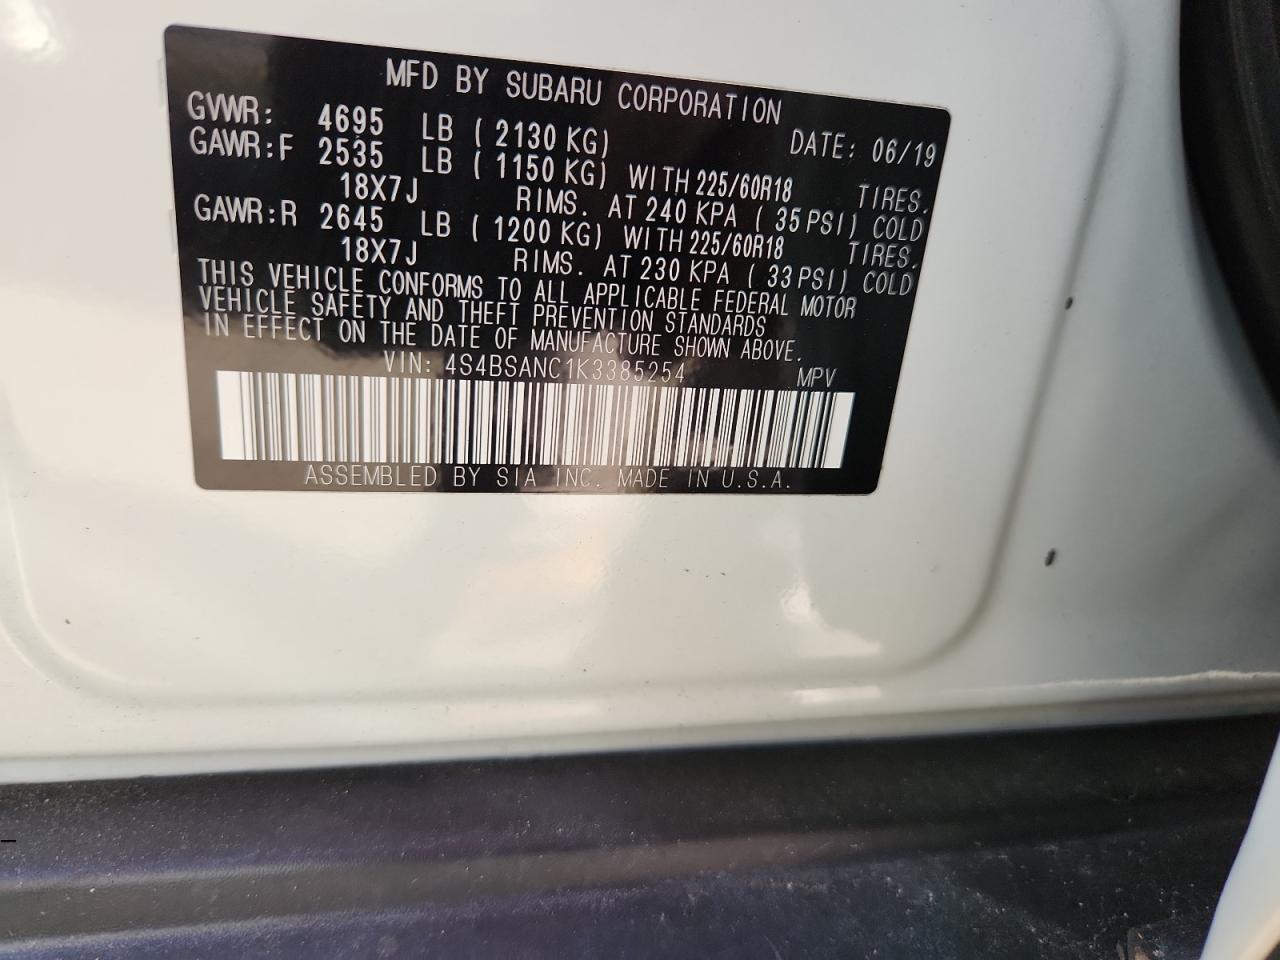 MFD BY SUBARU CORPORATION
GVWR: 4695 LB ( 2130 KG) DATE: 06/19
GAWR:F 2535 LB ( 1150 KG) WITH 225/60R18 TIRES.
18X7J RIMS. AT 240 KPA ( 35 PSI) COLD
GAWR:R 2645 LB ( 1200 KG) WITH 225/60R18 TIRES.
18X7J RIMS. AT 230 KPA ( 33 PSI) COLD
THIS VEHICLE CONFORMS TO ALL APPLICABLE FEDERAL MOTOR
VEHICLE SAFETY AND THEFT PREVENTION STANDARDS
IN EFFECT ON THE DATE OF MANUFACTURE SHOWN ABOVE.
VIN: 4S4BSANC1K3385254 MPV
ASSEMBLED BY SIA INC. MADE IN U.S.A.